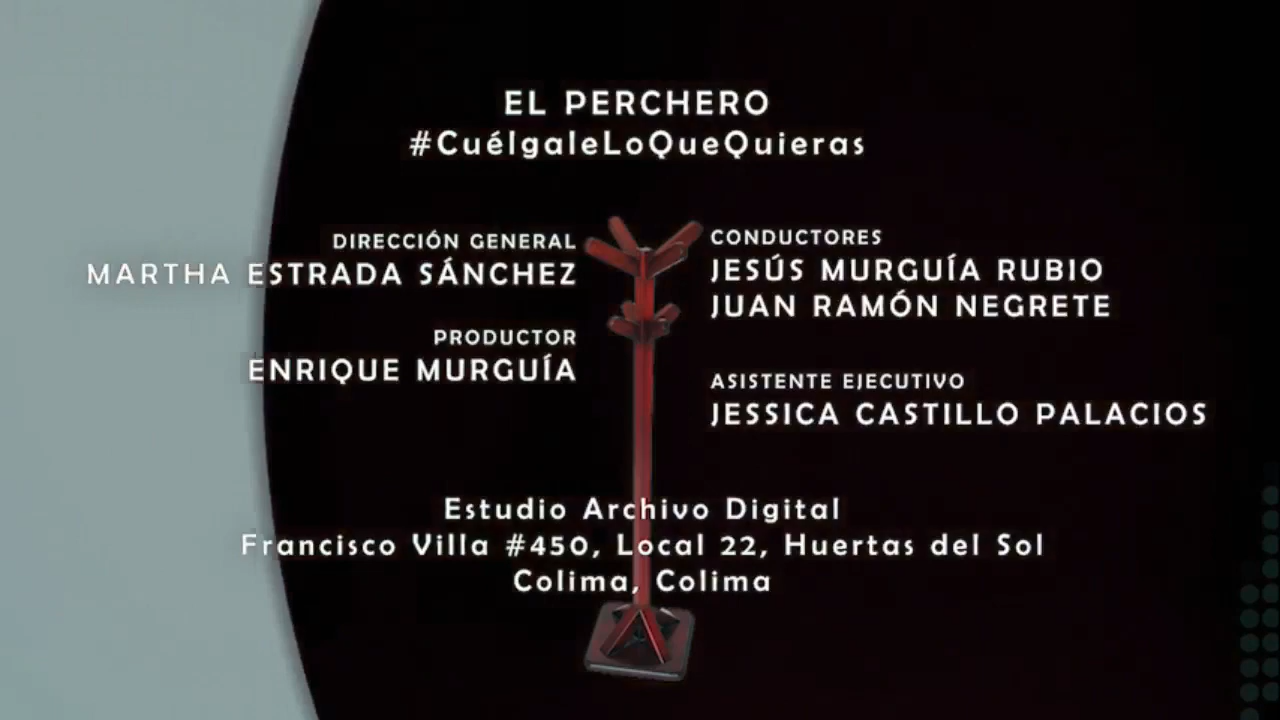 EL PERCHERO
#CuélgaleLoQueQuieras
DIRECCIÓN GENERAL
MARTHA ESTRADA SÁNCHEZ
PRODUCTOR
ENRIQUE MURGUÍA
CONDUCTORES
JESÚS MURGUÍA RUBIO
JUAN RAMÓN NEGRETE
ASISTENTE EJECUTIVO
JESSICA CASTILLO PALACIOS
Estudio Archivo Digital
Francisco Villa #450, Local 22, Huertas del Sol
Colima, Colima